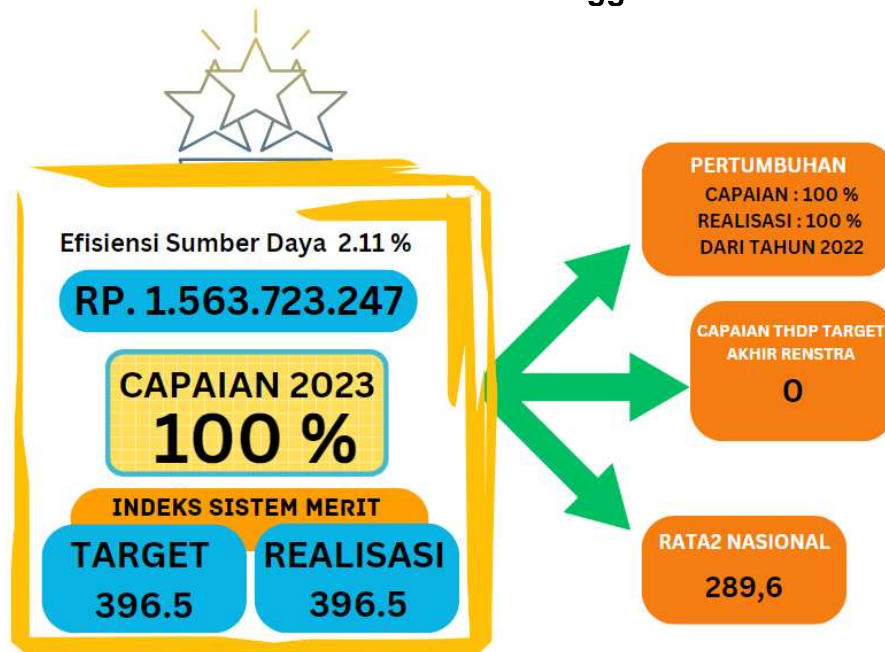 Efisiensi Sumber Daya 2.11 %
RP. 1.563.723.247
CAPAIAN 2023
100 %
INDEKS SISTEM MERIT
TARGET
396.5
REALISASI
396.5
PERTUMBUHAN
CAPAIAN : 100 %
REALISASI : 100 %
DARI TAHUN 2022
CAPAIAN THDP TARGET
AKHIR RENSTRA
0
RATA2 NASIONAL
289,6